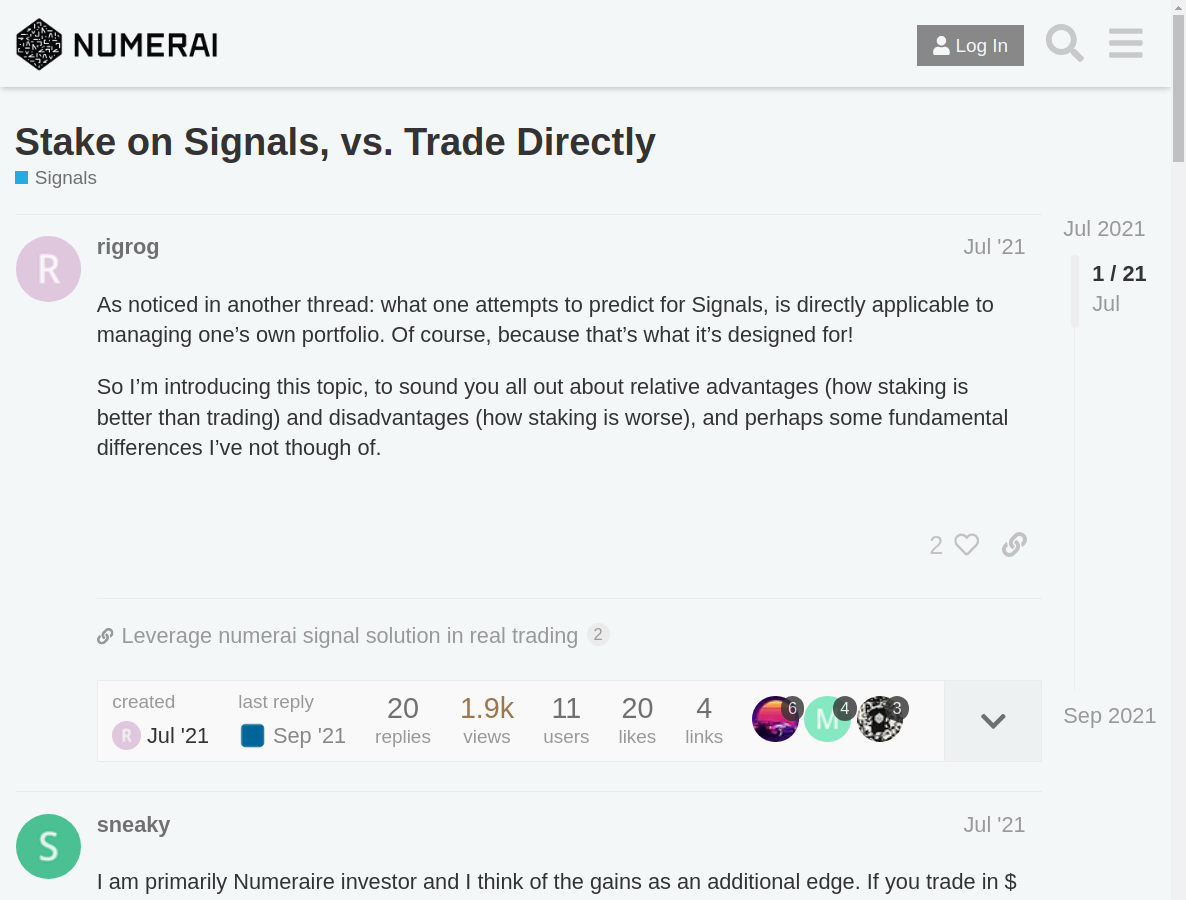 NUMERAI
Log In
Stake on Signals, vs. Trade Directly
Signals
Jul 2021
1 / 21
Jul
Sep 2021
R
rigrog
Jul '21
As noticed in another thread: what one attempts to predict for Signals, is directly applicable to
managing one’s own portfolio. Of course, because that’s what it’s designed for!
So I’m introducing this topic, to sound you all out about relative advantages (how staking is
better than trading) and disadvantages (how staking is worse), and perhaps some fundamental
differences I’ve not though of.
2
Leverage numerai signal solution in real trading 2
created
R Jul '21
last reply
Sep '21
20
replies
1.9k
views
11
users
20
likes
4
links
6
M 4
3
S
sneaky
Jul '21
I am primarily Numeraire investor and I think of the gains as an additional edge. If you trade in $